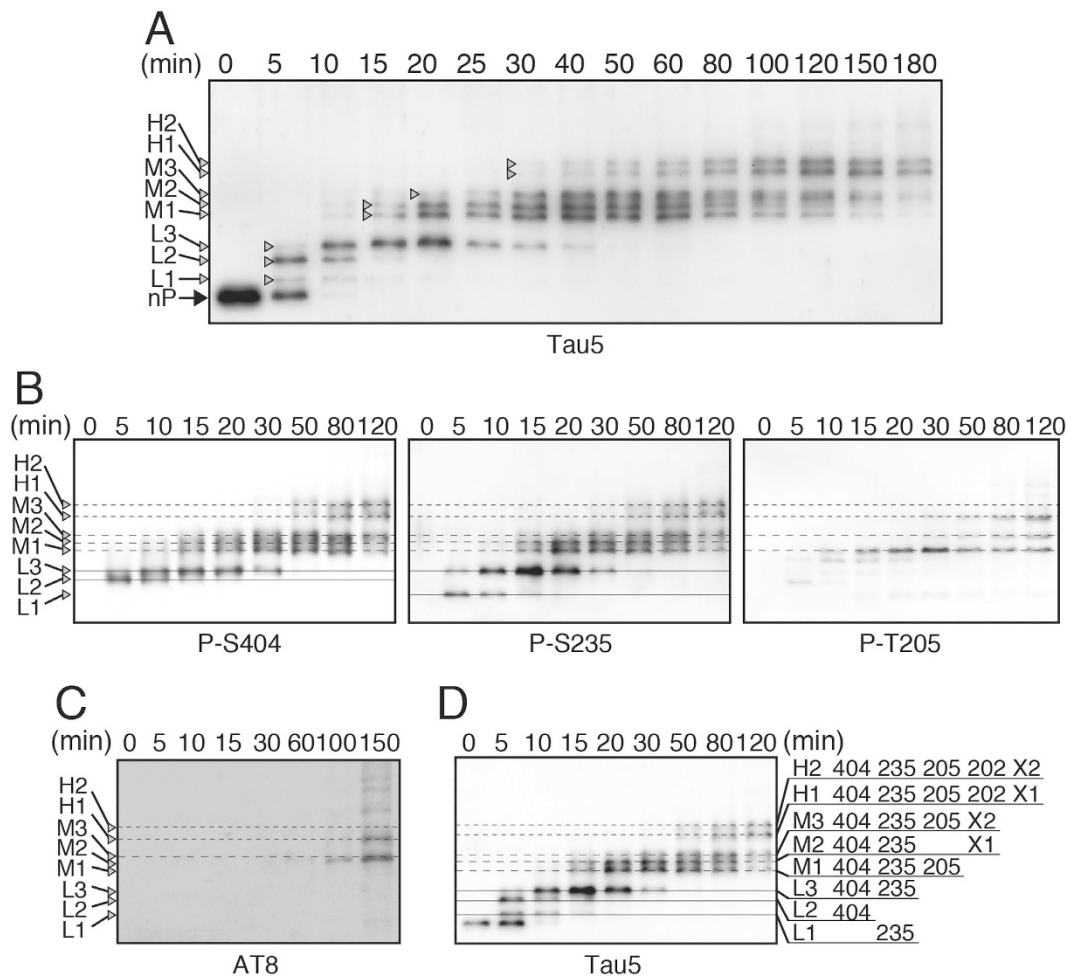 A
(min) 0 5 10 15 20 25 30 40 50 60 80 100 120 150 180
H2
H1
M3
M2
M1
L3
L2
L1
nP
Tau5
B
(min) 0 5 10 15 20 30 50 80 120 0 5 10 15 20 30 50 80 120 0 5 10 15 20 30 50 80 120
H2
H1
M3
M2
M1
L3
L2
L1
P-S404 P-S235 P-T205
C
(min) 0 5 10 15 30 60 100 150
H2
H1
M3
M2
M1
L3
L2
L1
AT8
D
0 5 10 15 20 30 50 80 120 (min)
H2 404 235 205 202 X2
H1 404 235 205 202 X1
M3 404 235 205 X2
M2 404 235 X1
M1 404 235 205
L3 404 235
L2 404
L1 235
Tau5